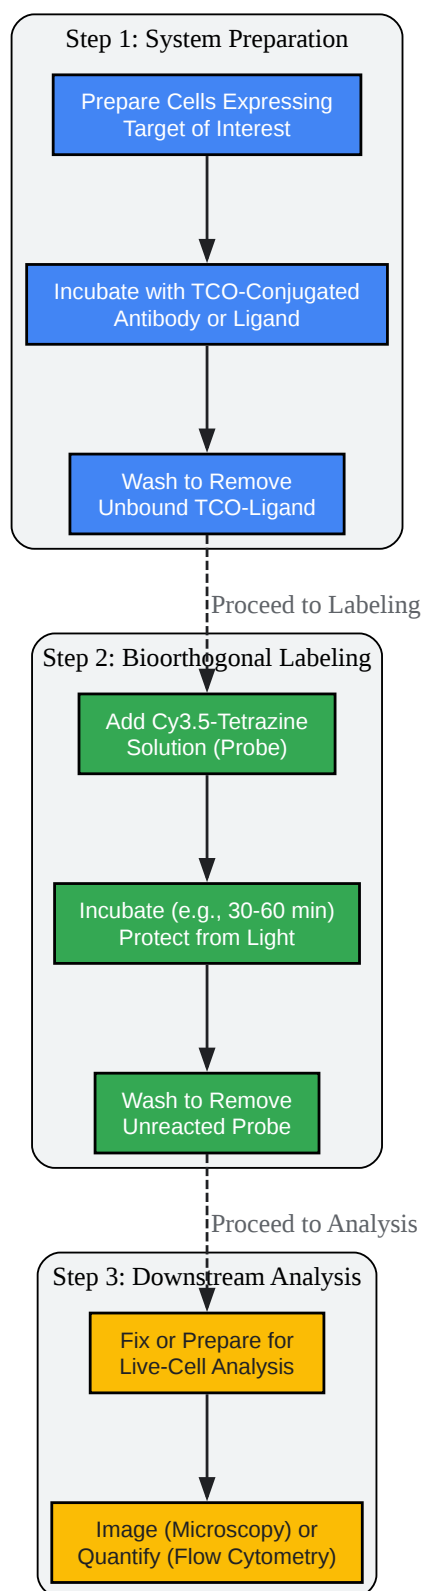 Step 1: System Preparation
Prepare Cells Expressing
Target of Interest
Incubate with TCO-Conjugated
Antibody or Ligand
Wash to Remove
Unbound TCO-Ligand
Proceed to Labeling
Step 2: Bioorthogonal Labeling
Add Cy3.5-Tetrazine
Solution (Probe)
Incubate (e.g., 30-60 min)
Protect from Light
Wash to Remove
Unreacted Probe
Proceed to Analysis
Step 3: Downstream Analysis
Fix or Prepare for
Live-Cell Analysis
Image (Microscopy) or
Quantify (Flow Cytometry)